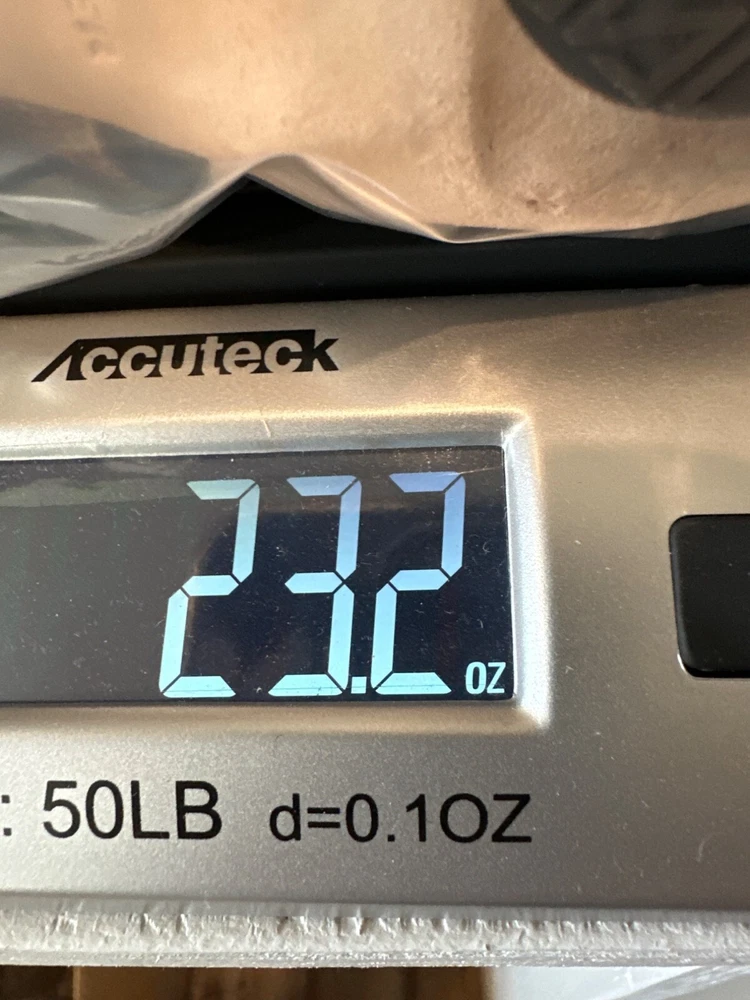 Accuteck
23.2 OZ
: 50LB d=0.1OZ